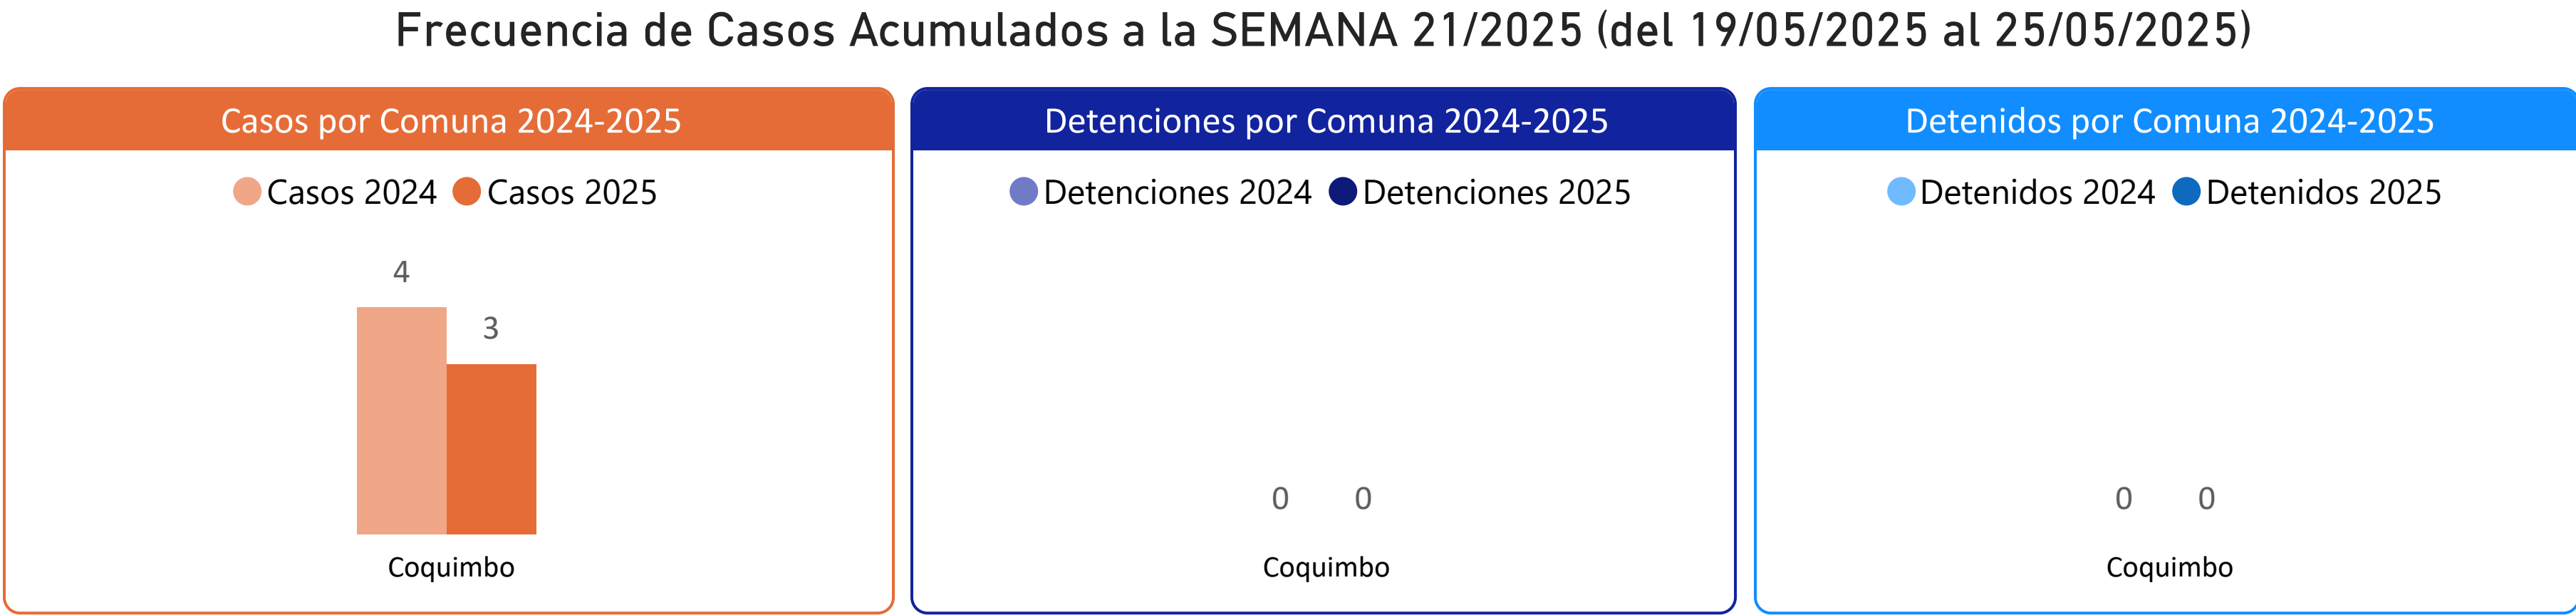 Frecuencia de Casos Acumulados a la SEMANA 21/2025 (del 19/05/2025 al 25/05/2025)
Casos por Comuna 2024-2025
Casos 2024 Casos 2025
4
3
Coquimbo
Detenciones por Comuna 2024-2025
Detenciones 2024 Detenciones 2025
0 0
Coquimbo
Detenidos por Comuna 2024-2025
Detenidos 2024 Detenidos 2025
0 0
Coquimbo